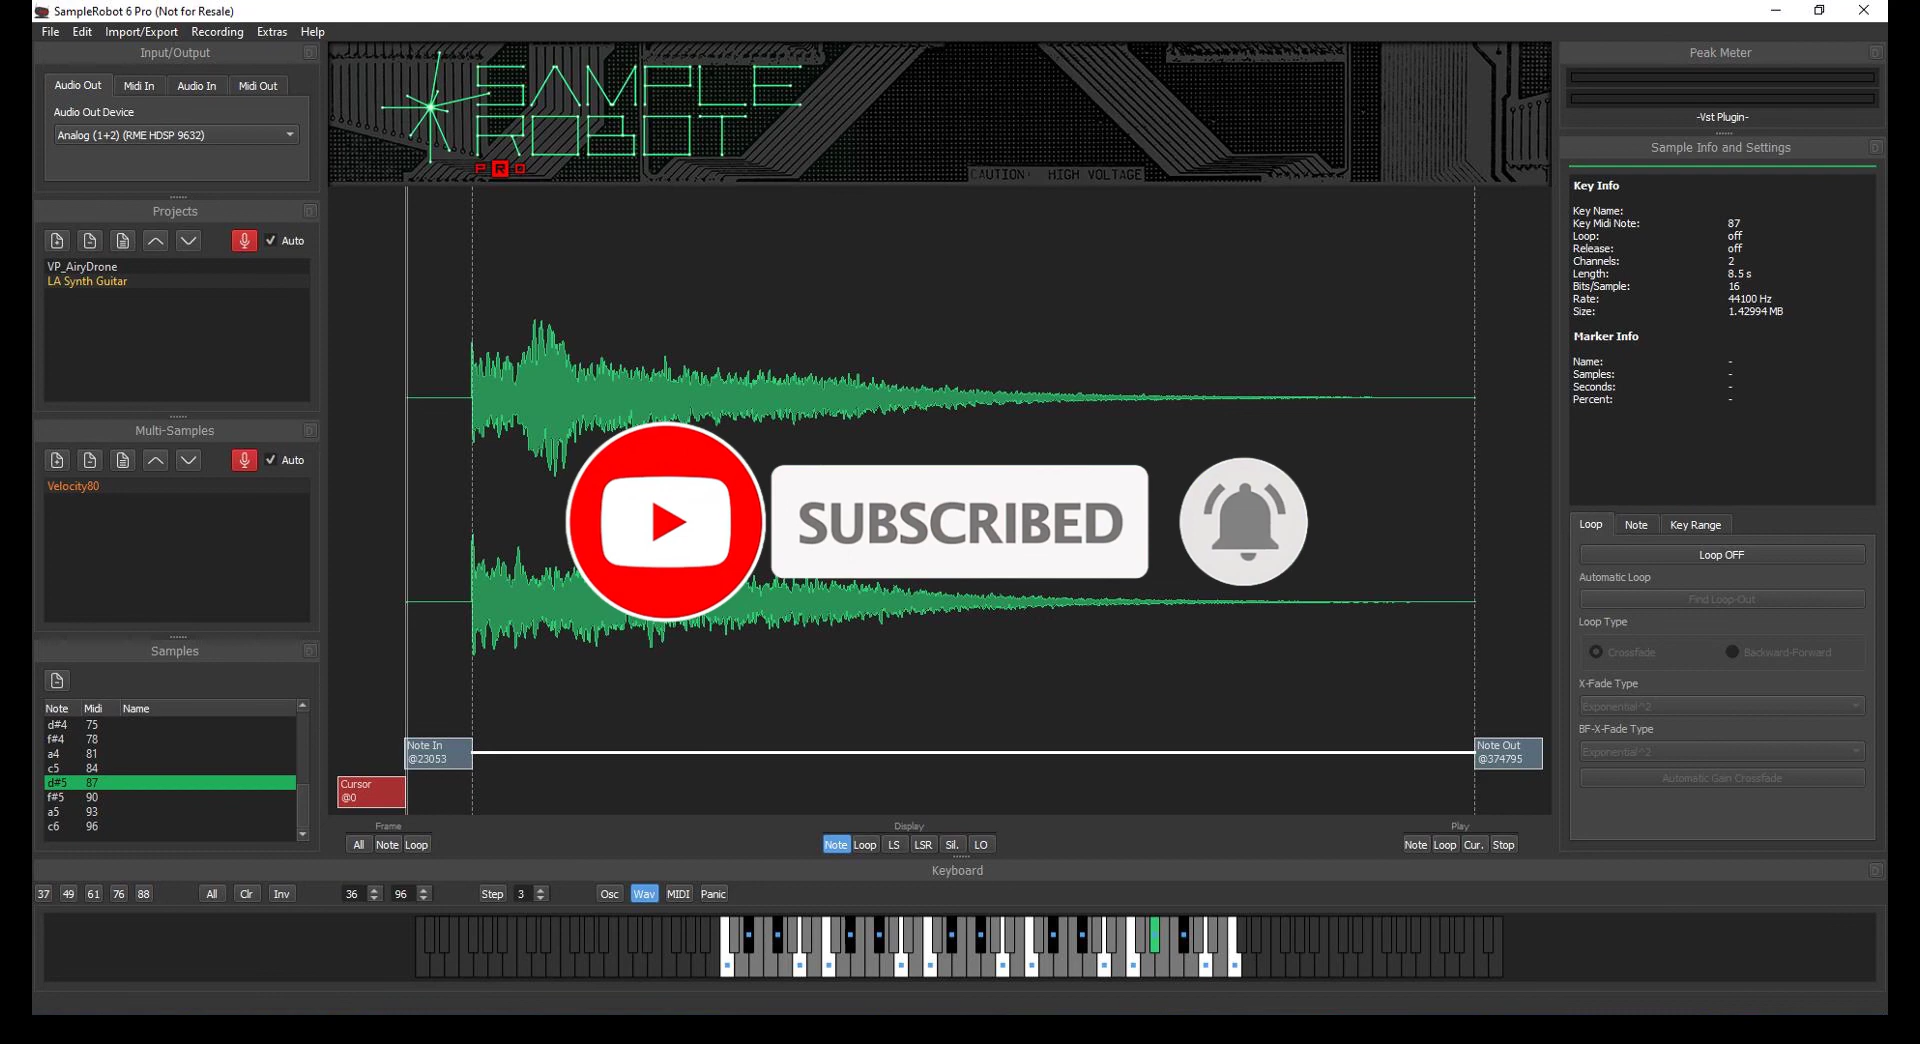 SampleRobot 6 Pro (Not for Resale)
File Edit Import/Export Recording Extras Help
Input/Output
Audio Out Midi In Audio In Midi Out
Audio Out Device
Analog (1+2) (RME HDSP 9632)
Projects
Auto
VP_AiryDrone
LA Synth Guitar
Multi-Samples
Auto
Velocity80
Samples
Note Midi Name
d#4 75
f#4 78
a4 81
c5 84
d#5 87
f#5 90
a5 93
c6 96
SAMPLE
ROBOT
PRO
CAUTION: HIGH VOLTAGE
SUBSCRIBED
Note In
@23053
Note Out
@374795
Cursor
@0
Frame
All Note Loop
Display
Note Loop LS LSR Sil. LO
Play
Note Loop Cur. Stop
Peak Meter
-Vst Plugin-
Sample Info and Settings
Key Info
Key Name:
Key Midi Note: 87
Loop: off
Release: off
Channels: 2
Length: 8.5 s
Bits/Sample: 16
Rate: 44100 Hz
Size: 1.42994 MB
Marker Info
Name: -
Samples: -
Seconds: -
Percent: -
Loop Note Key Range
Loop OFF
Automatic Loop
Find Loop-Out
Loop Type
Crossfade Backward-Forward
X-Fade Type
Exponential^2
BF-X-Fade Type
Exponential^2
Automatic Gain Crossfade
Keyboard
37 49 61 76 88 All Clr Inv 36 96 Step 3 Osc Wav MIDI Panic